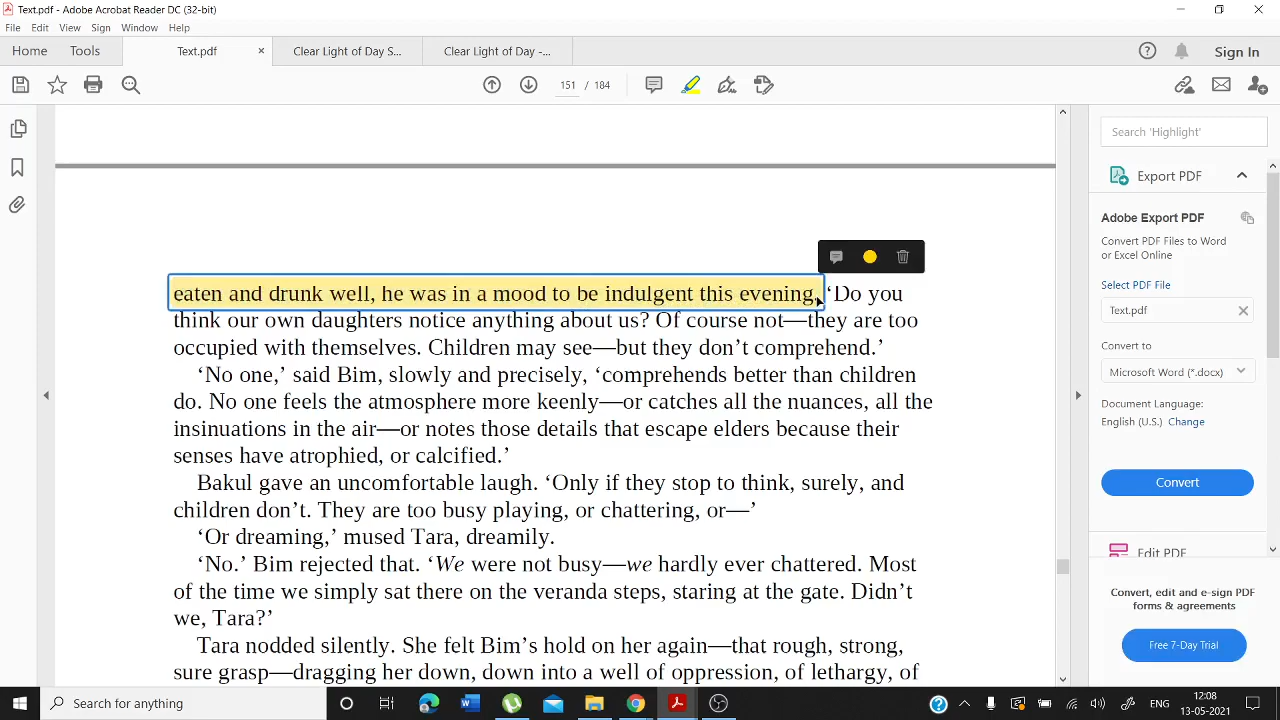 Text.pdf - Adobe Acrobat Reader DC (32-bit)
File Edit View Sign Window Help
Home Tools Text.pdf × Clear Light of Day S... Clear Light of Day -... Sign In
151 / 184
Search 'Highlight'
Export PDF
Adobe Export PDF
Convert PDF Files to Word
or Excel Online
Select PDF File
Text.pdf
Convert to
Microsoft Word (*.docx)
Document Language:
English (U.S.) Change
Convert
Edit PDF
Convert, edit and e-sign PDF
forms & agreements
Free 7-Day Trial
eaten and drunk well, he was in a mood to be indulgent this evening. ‘Do you
think our own daughters notice anything about us? Of course not—they are too
occupied with themselves. Children may see—but they don’t comprehend.’
‘No one,’ said Bim, slowly and precisely, ‘comprehends better than children
do. No one feels the atmosphere more keenly—or catches all the nuances, all the
insinuations in the air—or notes those details that escape elders because their
senses have atrophied, or calcified.’
Bakul gave an uncomfortable laugh. ‘Only if they stop to think, surely, and
children don’t. They are too busy playing, or chattering, or—’
‘Or dreaming,’ mused Tara, dreamily.
‘No.’ Bim rejected that. ‘We were not busy—we hardly ever chattered. Most
of the time we simply sat there on the veranda steps, staring at the gate. Didn’t
we, Tara?’
Tara nodded silently. She felt Bim’s hold on her again—that rough, strong,
sure grasp—dragging her down, down into a well of oppression, of lethargy, of
Search for anything
ENG
12:08
13-05-2021